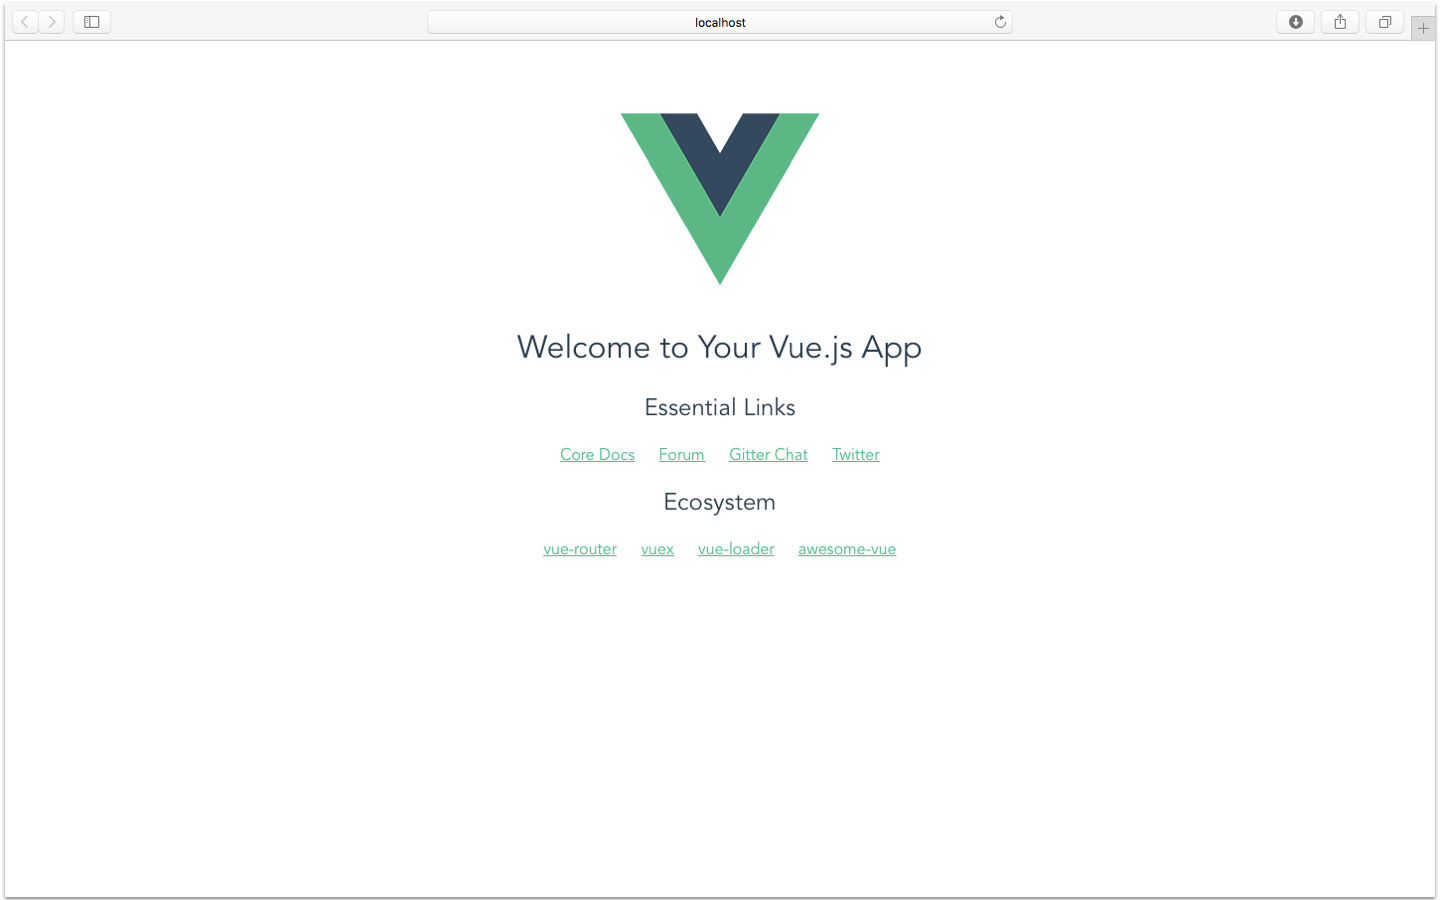 localhost
Welcome to Your Vue.js App
Essential Links
Core Docs Forum Gitter Chat Twitter
Ecosystem
vue-router vuex vue-loader awesome-vue